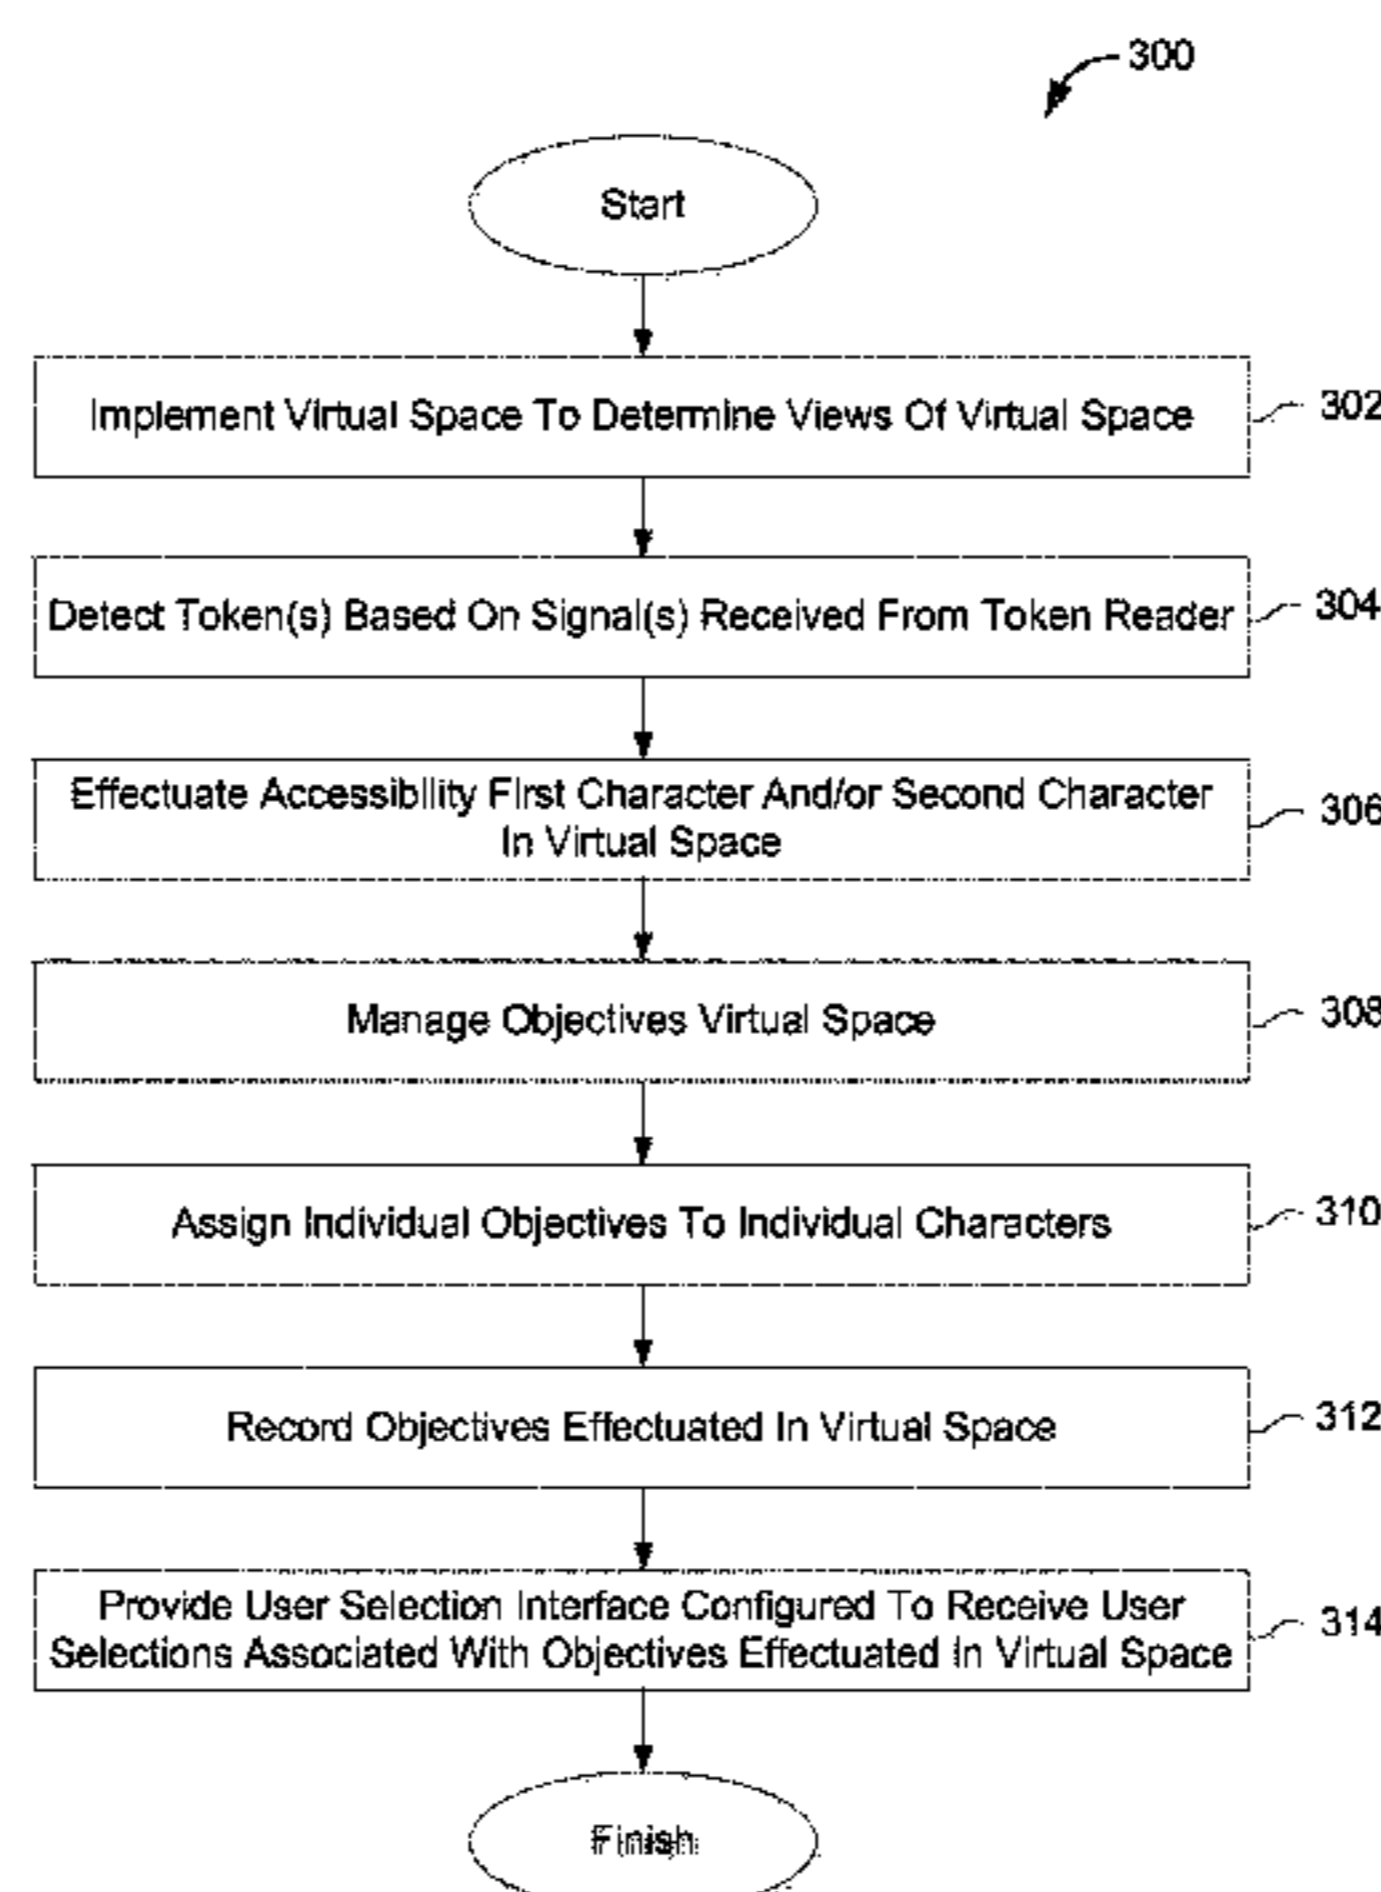 300
Start
Implement Virtual Space To Determine Views Of Virtual Space
302
Detect Token(s) Based On Signal(s) Received From Token Reader
304
Effectuate Accessibility First Character And/or Second Character
In Virtual Space
306
Manage Objectives Virtual Space
308
Assign Individual Objectives To Individual Characters
310
Record Objectives Effectuated In Virtual Space
312
Provide User Selection Interface Configured To Receive User
Selections Associated With Objectives Effectuated In Virtual Space
314
Finish